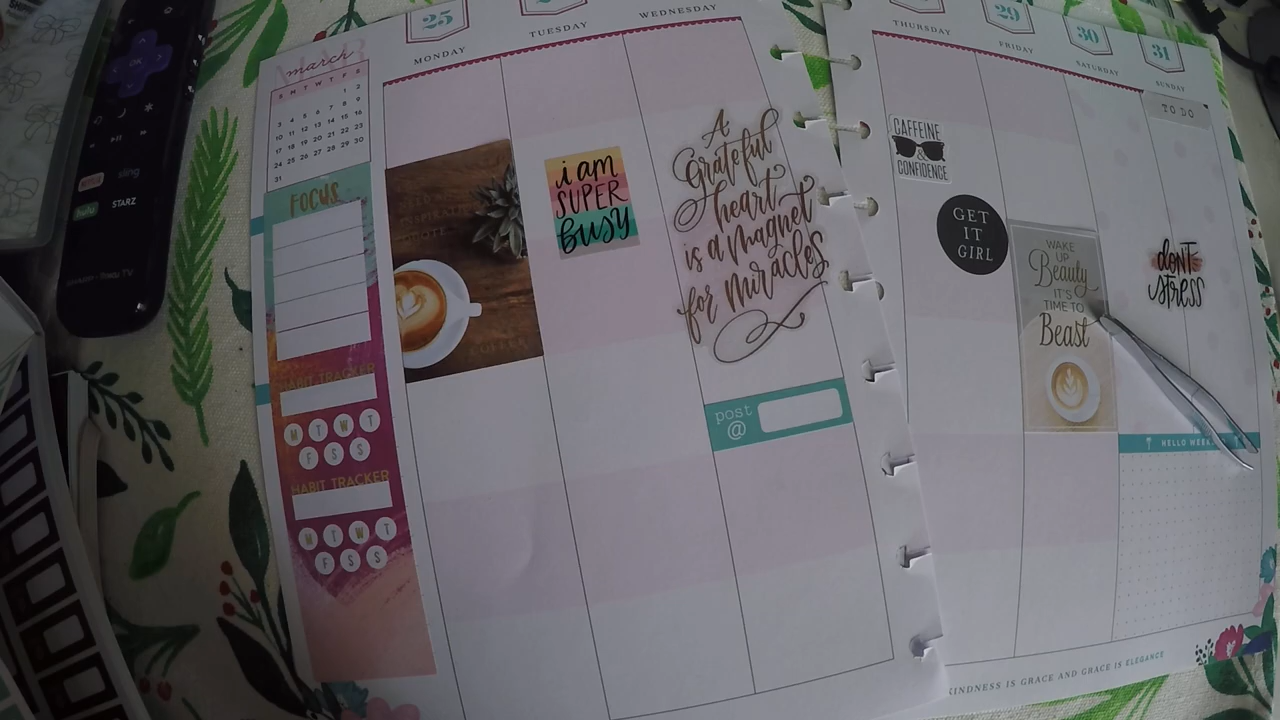 25
MONDAY
TUESDAY
WEDNESDAY
march
S M T W T F S
1 2
3 4 5 6 7 8 9
10 11 12 13 14 15 16
17 18 19 20 21 22 23
24 25 26 27 28 29 30
31
FOCUS
HABIT TRACKER
M T W T
F S S
HABIT TRACKER
M T W T
F S S
i am
SUPER
busy
A
Grateful
heart
is a magnet
for miracles
post
@
THURSDAY
29
FRIDAY
30
SATURDAY
31
SUNDAY
TO DO
CAFFEINE
&
CONFIDENCE
GET
IT
GIRL
WAKE
UP
Beauty
IT'S
TIME TO
Beast
don't
stress
HELLO
KINDNESS IS GRACE AND GRACE IS ELEGANCE
sling
hulu
STARZ
OK